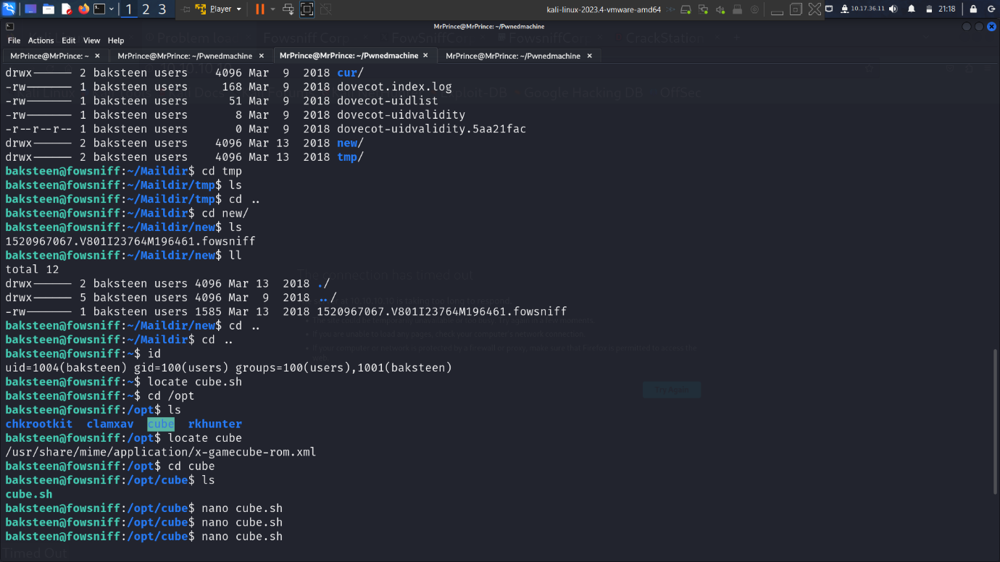 1 2 3 Player kali-linux-2023.4-vmware-amd64 10.17.36.11 21:18
MrPrince@MrPrince: ~/Pwnedmachine
File Actions Edit View Help
MrPrince@MrPrince: ~ × MrPrince@MrPrince: ~/Pwnedmachine × MrPrince@MrPrince: ~/Pwnedmachine × MrPrince@MrPrince: ~/Pwnedmachine ×
drwx------ 2 baksteen users 4096 Mar 9 2018 cur/
-rw------- 1 baksteen users 168 Mar 9 2018 dovecot.index.log
-rw------- 1 baksteen users 51 Mar 9 2018 dovecot-uidlist
-rw------- 1 baksteen users 8 Mar 9 2018 dovecot-uidvalidity
-r--r--r-- 1 baksteen users 0 Mar 9 2018 dovecot-uidvalidity.5aa21fac
drwx------ 2 baksteen users 4096 Mar 13 2018 new/
drwx------ 2 baksteen users 4096 Mar 13 2018 tmp/
baksteen@fowsniff:~/Maildir$ cd tmp
baksteen@fowsniff:~/Maildir/tmp$ ls
baksteen@fowsniff:~/Maildir/tmp$ cd ..
baksteen@fowsniff:~/Maildir$ cd new/
baksteen@fowsniff:~/Maildir/new$ ls
1520967067.V801I23764M196461.fowsniff
baksteen@fowsniff:~/Maildir/new$ ll
total 12
drwx------ 2 baksteen users 4096 Mar 13 2018 ./
drwx------ 5 baksteen users 4096 Mar 9 2018 ../
-rw------- 1 baksteen users 1585 Mar 13 2018 1520967067.V801I23764M196461.fowsniff
baksteen@fowsniff:~/Maildir/new$ cd ..
baksteen@fowsniff:~/Maildir$ cd ..
baksteen@fowsniff:~$ id
uid=1004(baksteen) gid=100(users) groups=100(users),1001(baksteen)
baksteen@fowsniff:~$ locate cube.sh
baksteen@fowsniff:~$ cd /opt
baksteen@fowsniff:/opt$ ls
chkrootkit clamxav cube rkhunter
baksteen@fowsniff:/opt$ locate cube
/usr/share/mime/application/x-gamecube-rom.xml
baksteen@fowsniff:/opt$ cd cube
baksteen@fowsniff:/opt/cube$ ls
cube.sh
baksteen@fowsniff:/opt/cube$ nano cube.sh
baksteen@fowsniff:/opt/cube$ nano cube.sh
baksteen@fowsniff:/opt/cube$ nano cube.sh
Timed Out